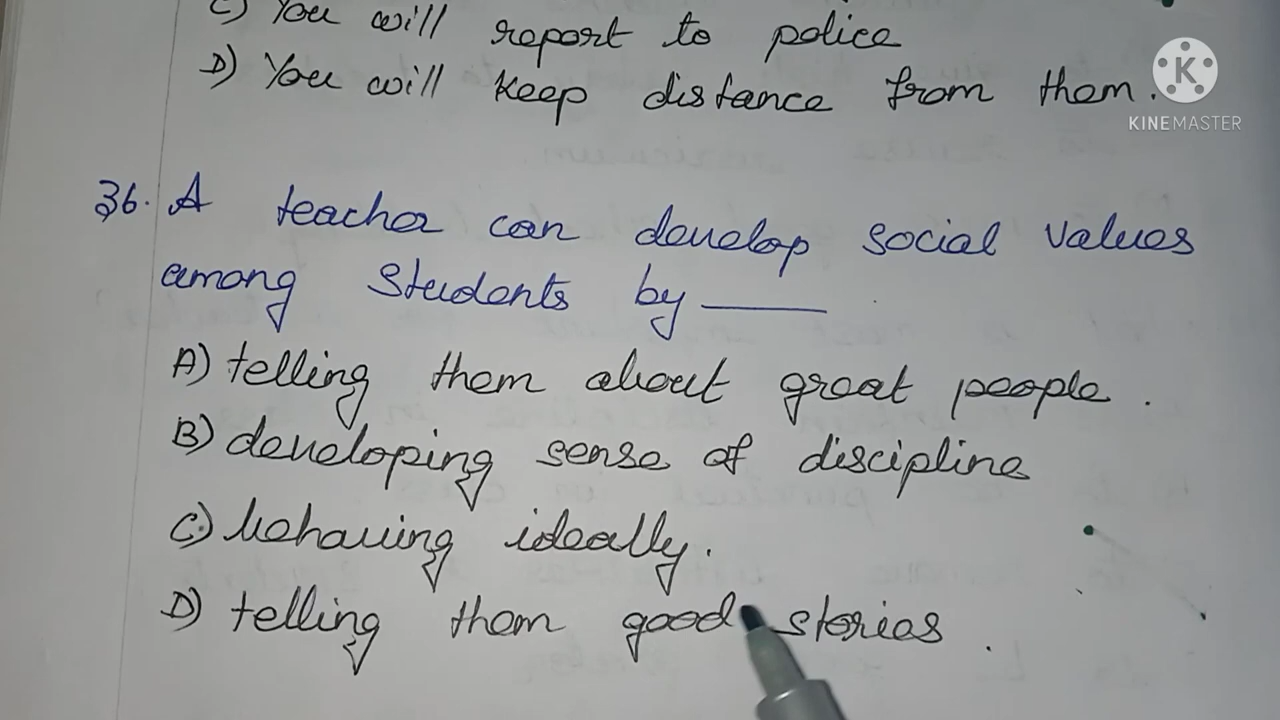 C) You will report to police
D) You will keep distance from them.
K
KINEMASTER
36. A teacher can develop social values
among students by ______
A) telling them about great people.
B) developing sense of discipline
C) behaving ideally.
D) telling them good stories.